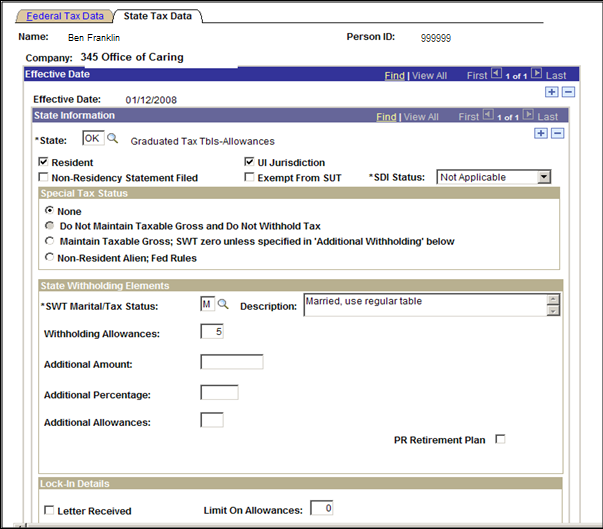 Federal Tax Data State Tax Data
Name: Ben Franklin Person ID: 999999
Company: 345 Office of Caring
Effective Date Find | View All First 1 of 1 Last
Effective Date: 01/12/2008
State Information Find | View All First 1 of 1 Last
*State: OK Graduated Tax Tbls-Allowances
Resident UI Jurisdiction
Non-Residency Statement Filed Exempt From SUT *SDI Status: Not Applicable
Special Tax Status
None
Do Not Maintain Taxable Gross and Do Not Withhold Tax
Maintain Taxable Gross; SWT zero unless specified in 'Additional Withholding' below
Non-Resident Alien; Fed Rules
State Withholding Elements
*SWT Marital/Tax Status: M Description: Married, use regular table
Withholding Allowances: 5
Additional Amount:
Additional Percentage:
Additional Allowances:
PR Retirement Plan
Lock-In Details
Letter Received Limit On Allowances: 0